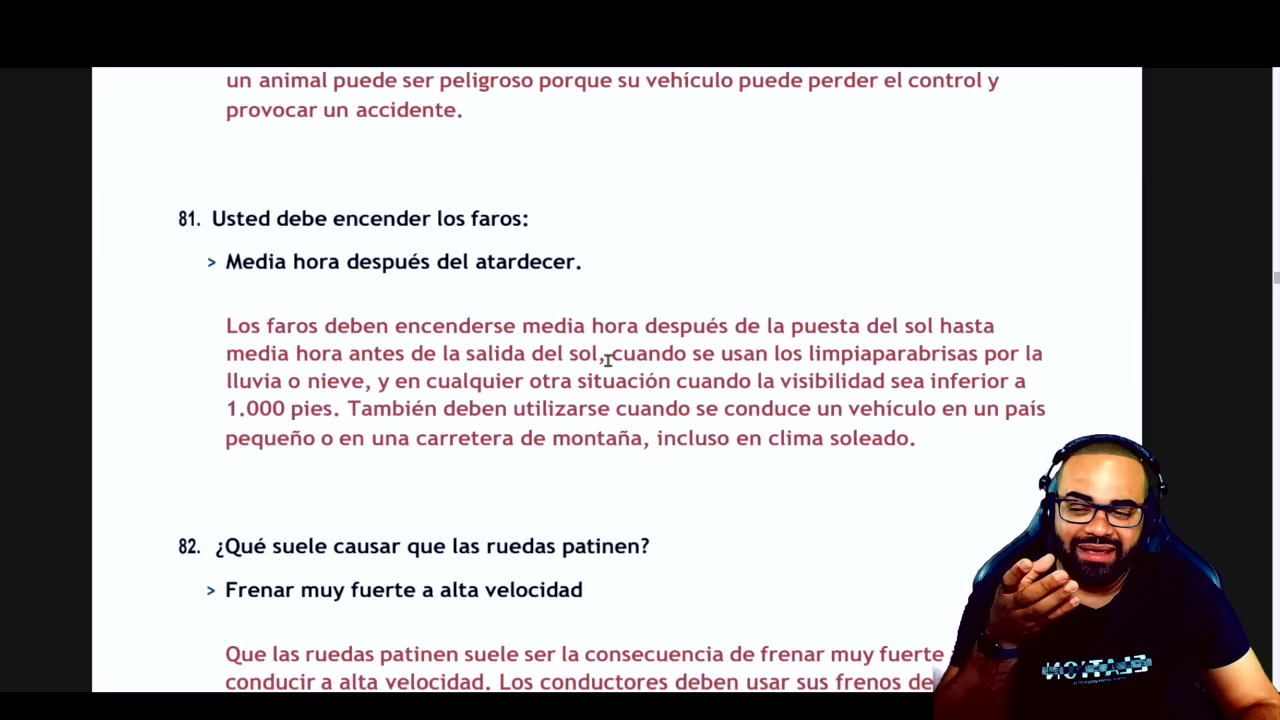 un animal puede ser peligroso porque su vehículo puede perder el control y
provocar un accidente.
81. Usted debe encender los faros:
> Media hora después del atardecer.
Los faros deben encenderse media hora después de la puesta del sol hasta
media hora antes de la salida del sol, cuando se usan los limpiaparabrisas por la
lluvia o nieve, y en cualquier otra situación cuando la visibilidad sea inferior a
1.000 pies. También deben utilizarse cuando se conduce un vehículo en un país
pequeño o en una carretera de montaña, incluso en clima soleado.
82. ¿Qué suele causar que las ruedas patinen?
> Frenar muy fuerte a alta velocidad
Que las ruedas patinen suele ser la consecuencia de frenar muy fuerte
conducir a alta velocidad. Los conductores deben usar sus frenos de